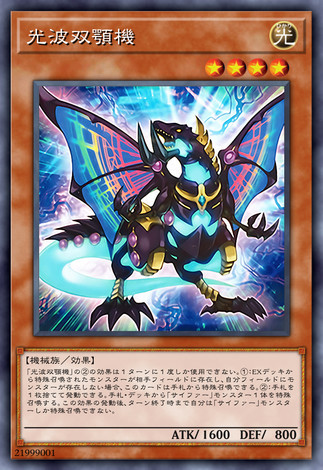 光波双顎機
光
【機械族／効果】
「光波双顎機」の②の効果は１ターンに１度しか使用できない。①：EXデッキか
ら特殊召喚されたモンスターが相手フィールドに存在し、自分フィールドにモ
ンスターが存在しない場合、このカードは手札から特殊召喚できる。②：手札を
１枚捨てて発動できる。手札・デッキから「サイファー」モンスター１体を特殊
召喚する。この効果の発動後、ターン終了時まで自分は「サイファー」モンスタ
ーしか特殊召喚できない。
ATK/ 1600 DEF/ 800
21999001